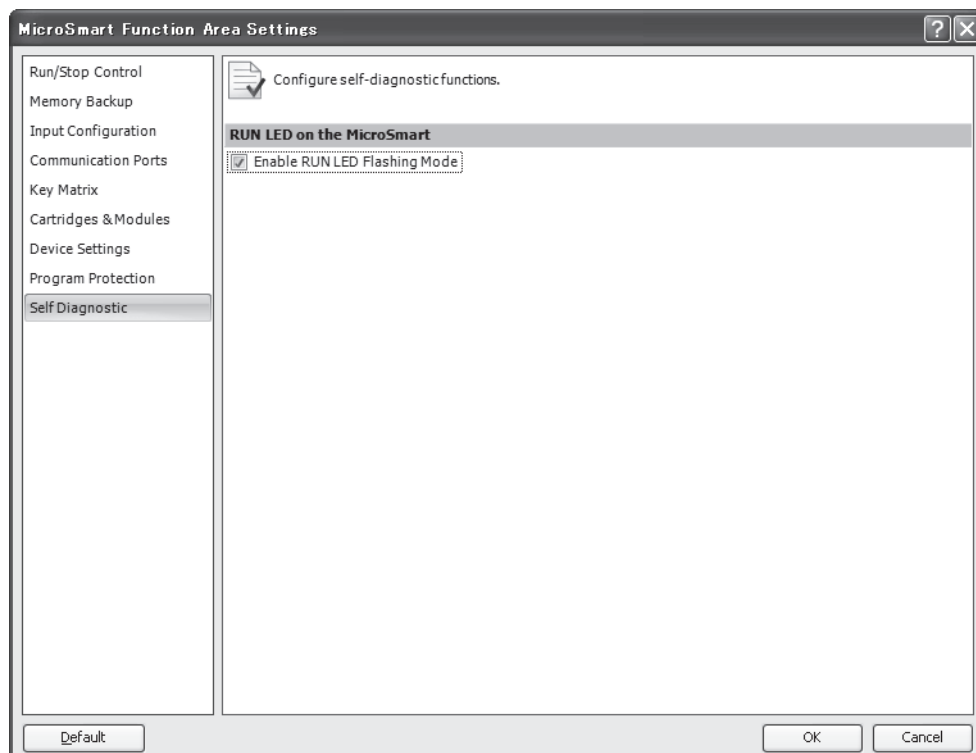 MicroSmart Function Area Settings
Run/Stop Control
Memory Backup
Input Configuration
Communication Ports
Key Matrix
Cartridges & Modules
Device Settings
Program Protection
Self Diagnostic
Configure self-diagnostic functions.
RUN LED on the MicroSmart
Enable RUN LED Flashing Mode
Default
OK
Cancel